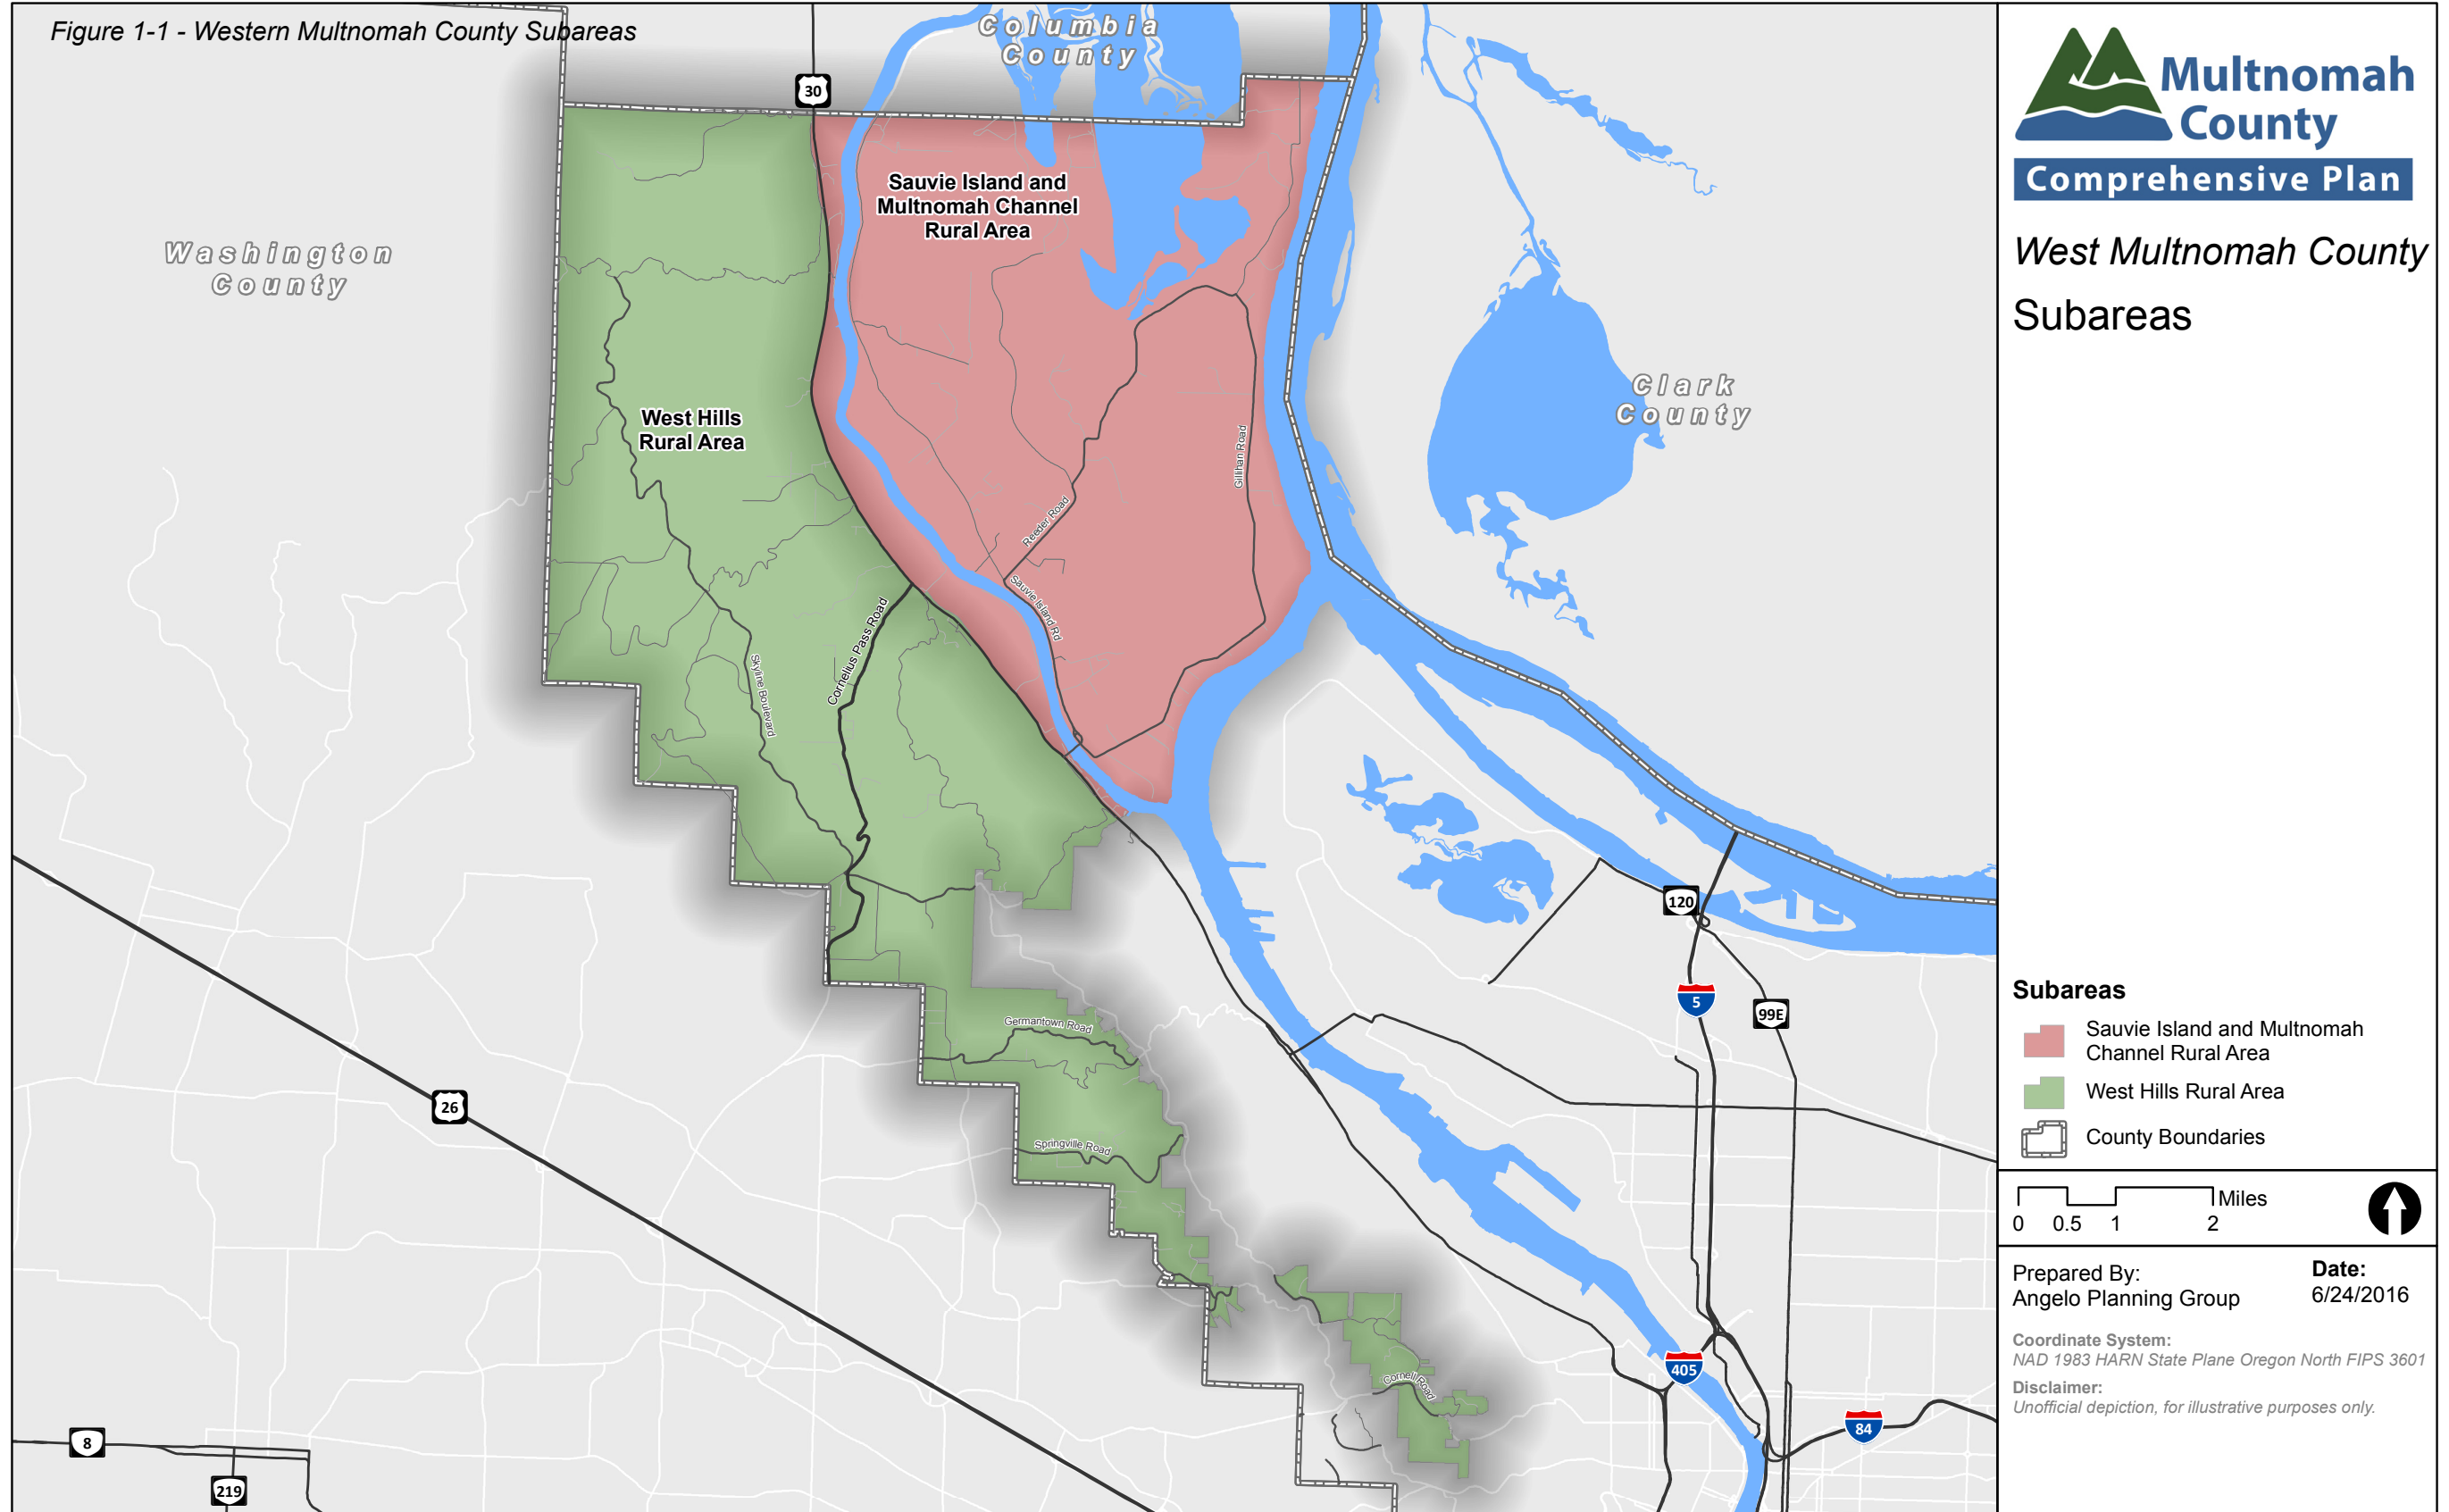 Figure 1-1 - Western Multnomah County Subareas
Columbia
County
30
Sauvie Island and
Multnomah Channel
Rural Area
Washington
County
Clark
County
West Hills
Rural Area
Gillihan Road
Reeder Road
Sauvie Island Rd
Cornelius Pass Road
Skyline Boulevard
120
5
99E
Germantown Road
26
Springville Road
405
Cornell Road
84
8
219
Multnomah
County
Comprehensive Plan
West Multnomah County
Subareas
Subareas
Sauvie Island and Multnomah
Channel Rural Area
West Hills Rural Area
County Boundaries
Miles
0 0.5 1 2
Prepared By:
Angelo Planning Group
Date:
6/24/2016
Coordinate System:
NAD 1983 HARN State Plane Oregon North FIPS 3601
Disclaimer:
Unofficial depiction, for illustrative purposes only.